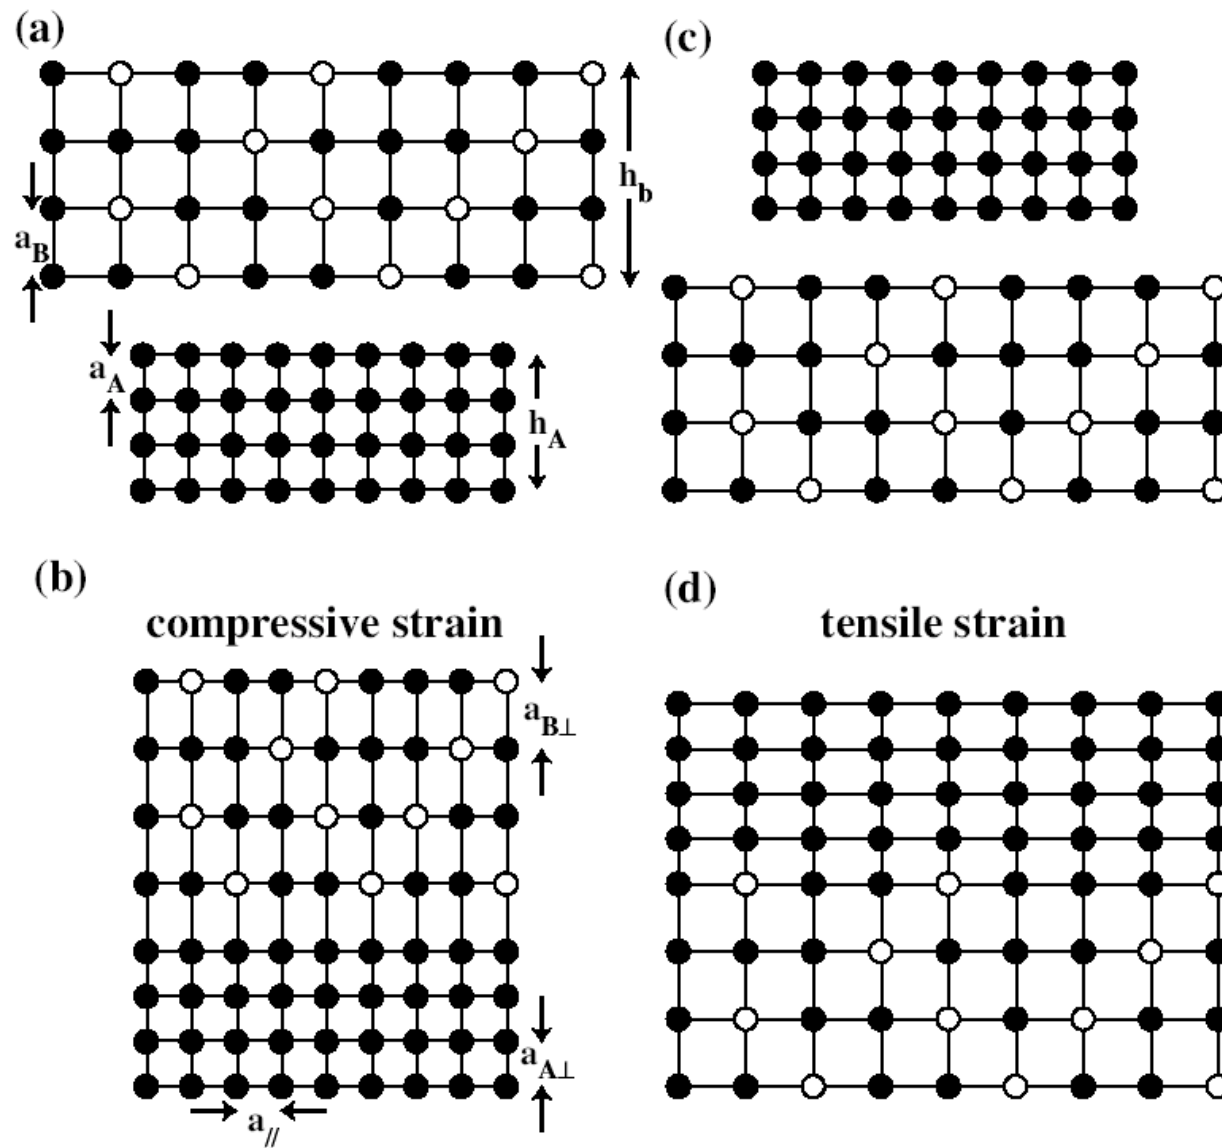 (a)
(c)
h_b
a_B
a_A
h_A
(b)
(d)
compressive strain
tensile strain
a_B⊥
a_A⊥
a_//